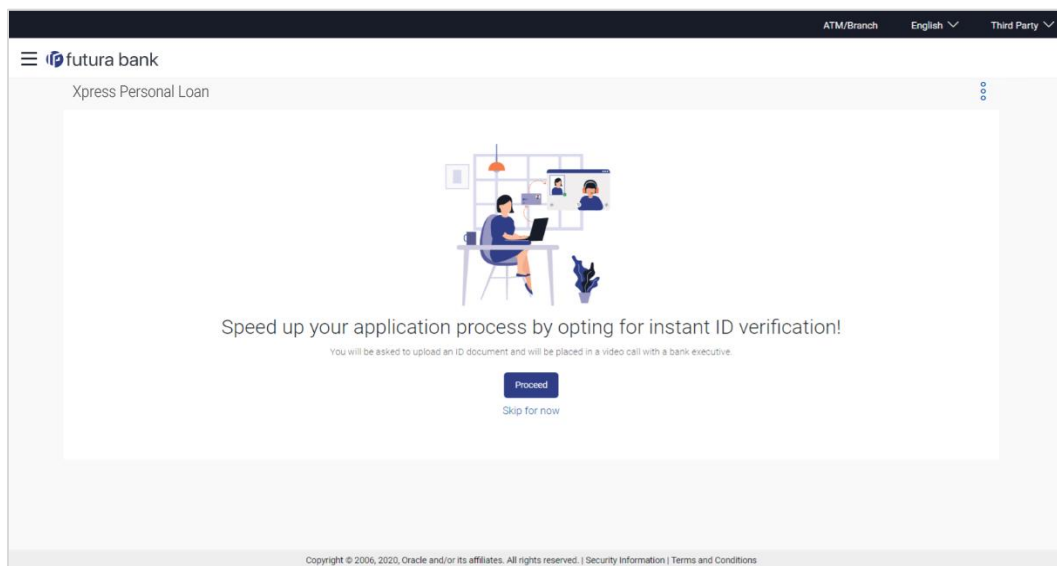 ATM/Branch English Third Party
futura bank
Xpress Personal Loan
Speed up your application process by opting for instant ID verification!
You will be asked to upload an ID document and will be placed in a video call with a bank executive.
Proceed
Skip for now
Copyright © 2006, 2020, Oracle and/or its affiliates. All rights reserved. | Security Information | Terms and Conditions